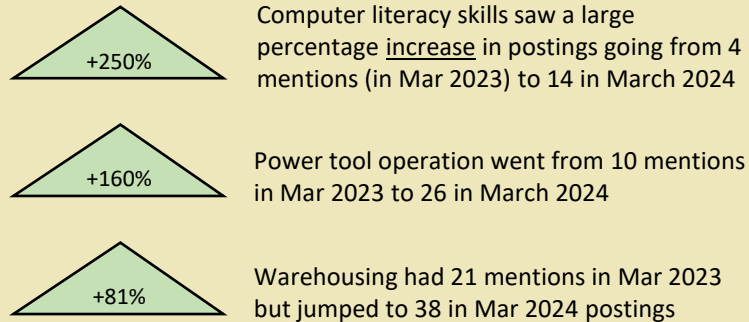 Computer literacy skills saw a large
percentage increase in postings going from 4
+250%
mentions (in Mar 2023) to 14 in March 2024
Power tool operation went from 10 mentions
+160%
in Mar 2023 to 26 in March 2024
Warehousing had 21 mentions in Mar 2023
+81%
but jumped to 38 in Mar 2024 postings